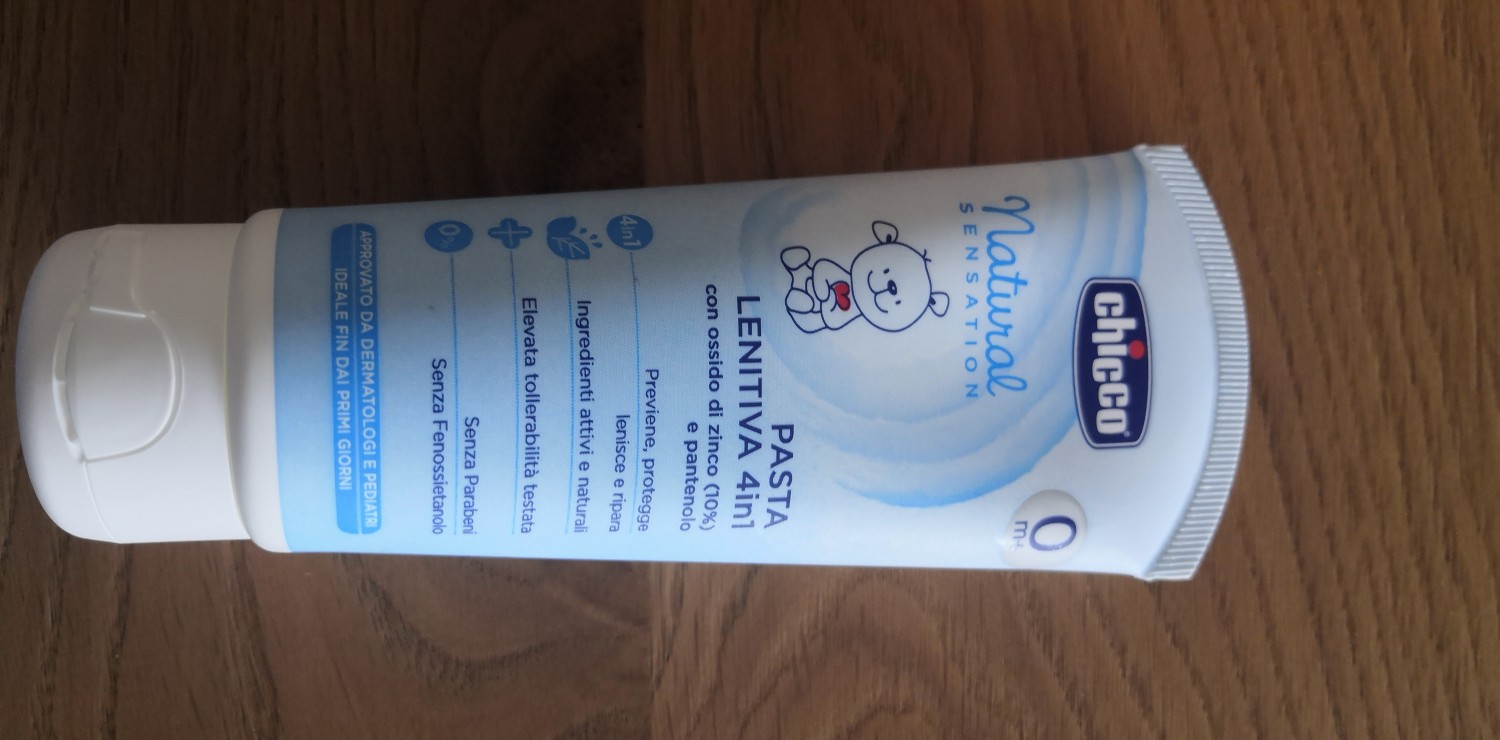 chicco
Natural
SENSATION
0
m+
PASTA
LENITIVA 4in1
con ossido di zinco (10%)
e pantenolo
4in1
Previene, protegge
lenisce e ripara
Ingredienti attivi e naturali
Elevata tollerabilità testata
0%
Senza Parabeni
Senza Fenossietanolo
APPROVATO DA DERMATOLOGI E PEDIATRI
IDEALE FIN DAI PRIMI GIORNI